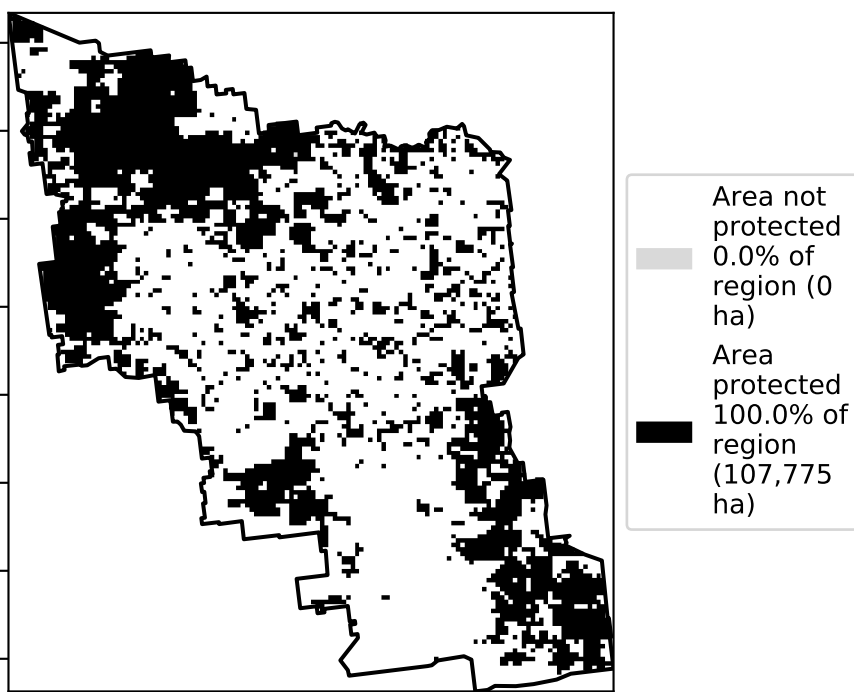 Area not
protected
0.0% of
region (0
ha)
Area
protected
100.0% of
region
(107,775
ha)